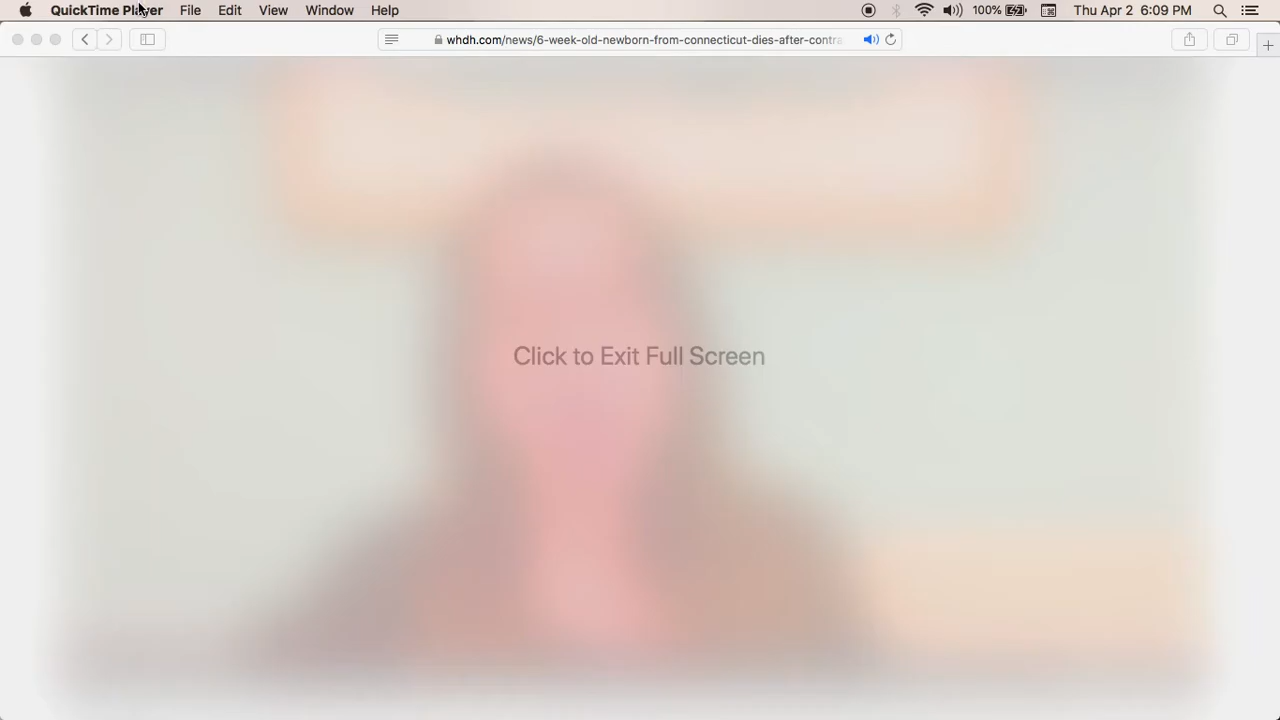 QuickTime Player File Edit View Window Help 100% Thu Apr 2 6:09 PM
whdh.com/news/6-week-old-newborn-from-connecticut-dies-after-contra
Click to Exit Full Screen